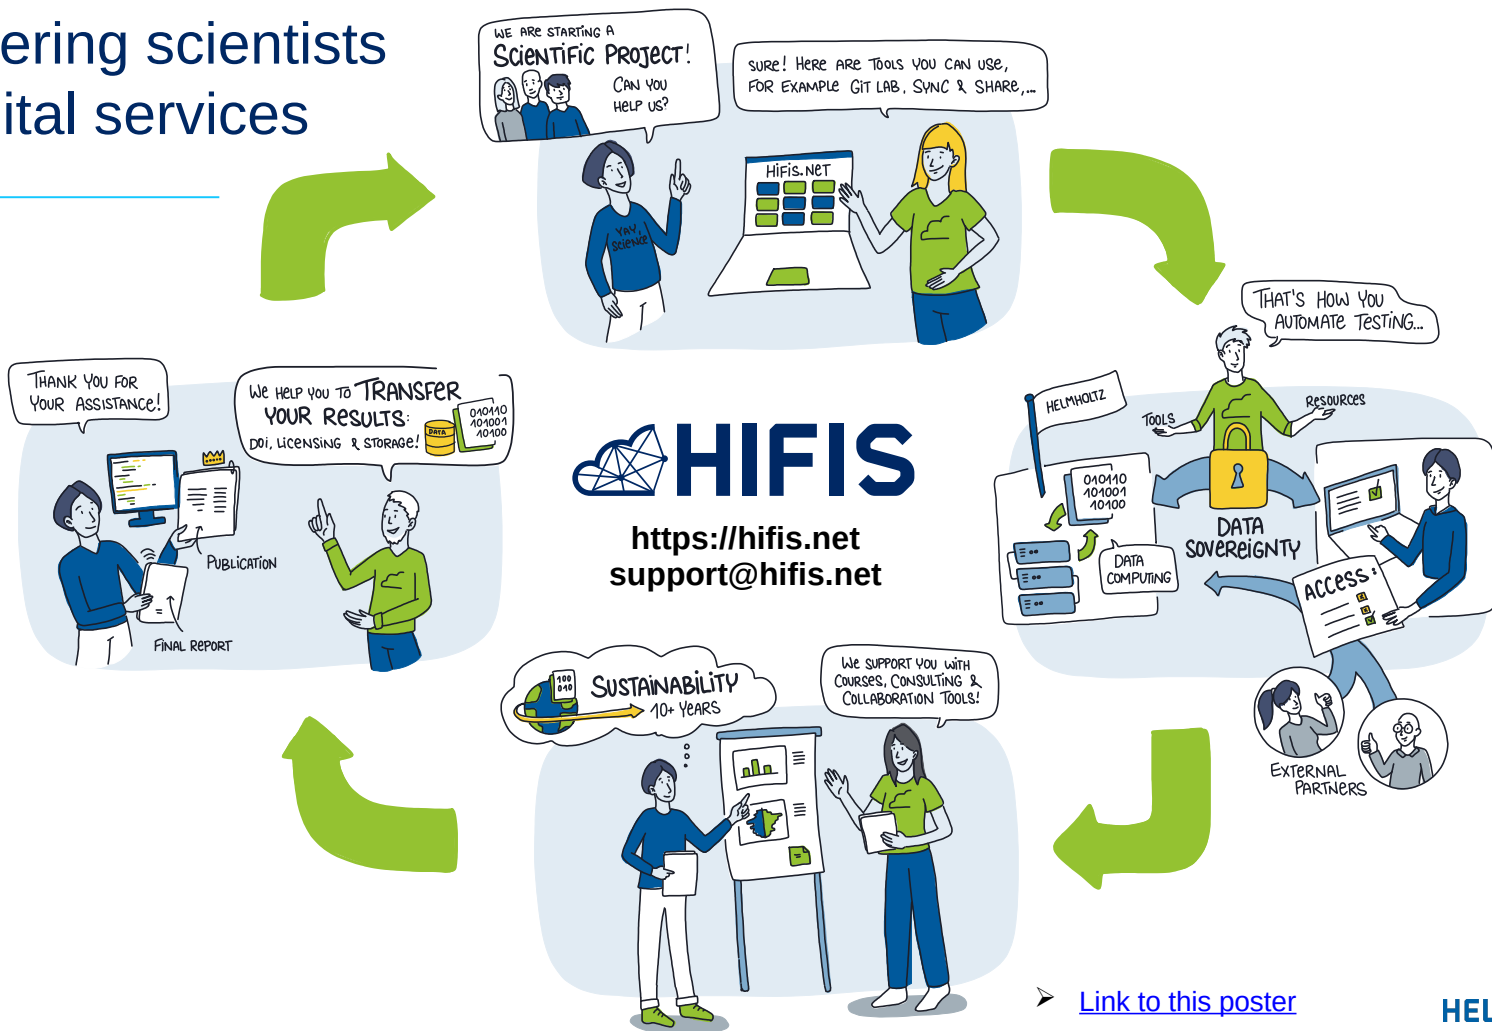 ering scientists
ital services
WE ARE STARTING A
SCIENTIFIC PROJECT!
CAN YOU
HELP US?
SURE! HERE ARE TOOLS YOU CAN USE,
FOR EXAMPLE GIT LAB, SYNC & SHARE,...
HIFIS.NET
YAY,
SCIENCE
THAT'S HOW YOU
AUTOMATE TESTING...
HELMHOLTZ
TOOLS
RESOURCES
010110
101001
10100
DATA
COMPUTING
DATA
SOVEREIGNTY
ACCESS:
EXTERNAL
PARTNERS
THANK YOU FOR
YOUR ASSISTANCE!
WE HELP YOU TO TRANSFER
YOUR RESULTS:
DOI, LICENSING & STORAGE!
DATA
010110
101001
10100
PUBLICATION
FINAL REPORT
HIFIS
https://hifis.net
support@hifis.net
100
010
SUSTAINABILITY
10+ YEARS
WE SUPPORT YOU WITH
COURSES, CONSULTING &
COLLABORATION TOOLS!
➢ Link to this poster
HEL